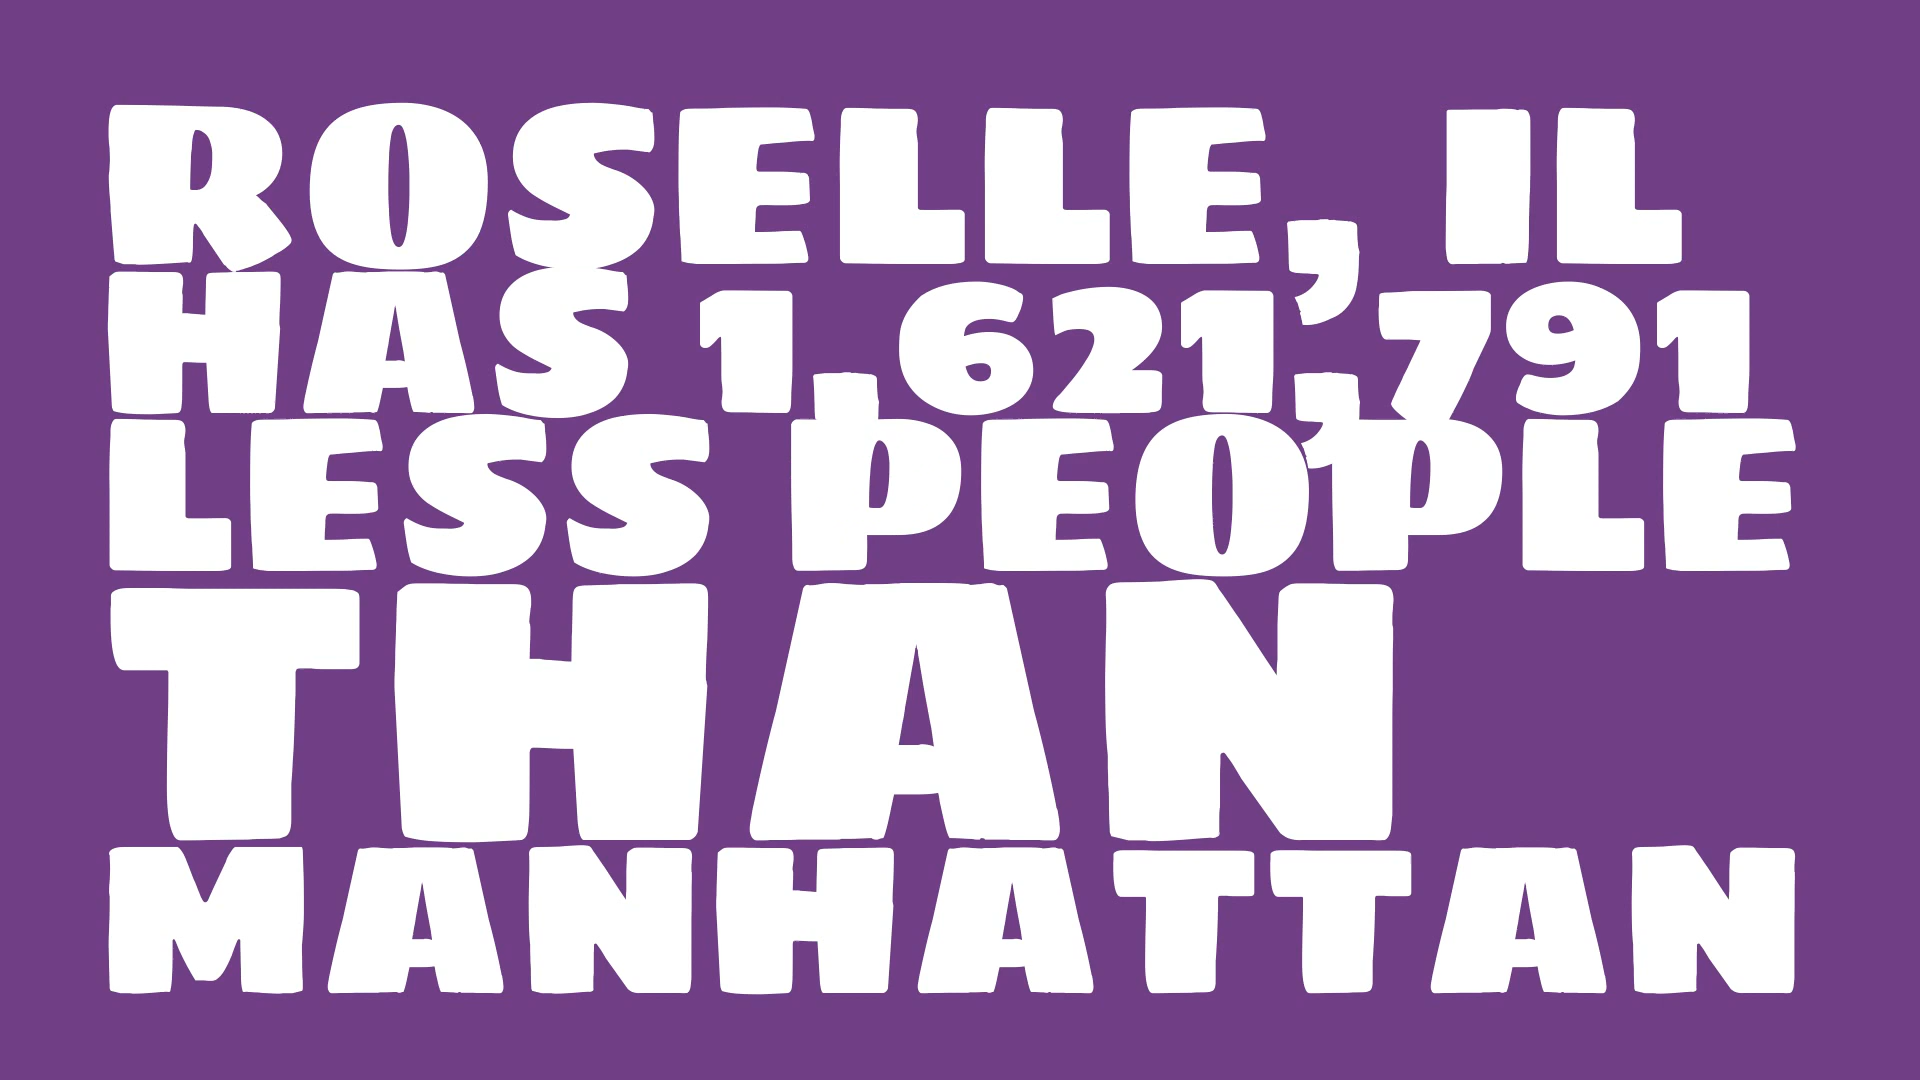 ROSELLE, IL
HAS 1,621,791
LESS PEOPLE
THAN
MANHATTAN